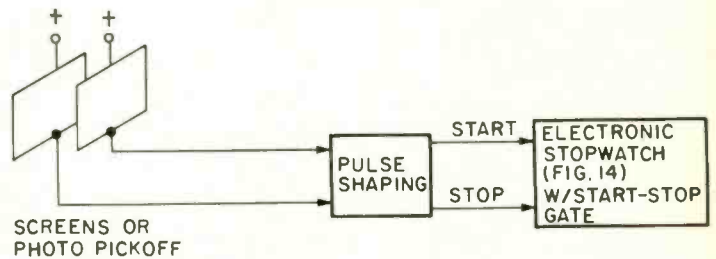 + +
SCREENS OR
PHOTO PICKOFF
PULSE
SHAPING
START
STOP
ELECTRONIC
STOPWATCH
(FIG. 14)
W/START-STOP
GATE